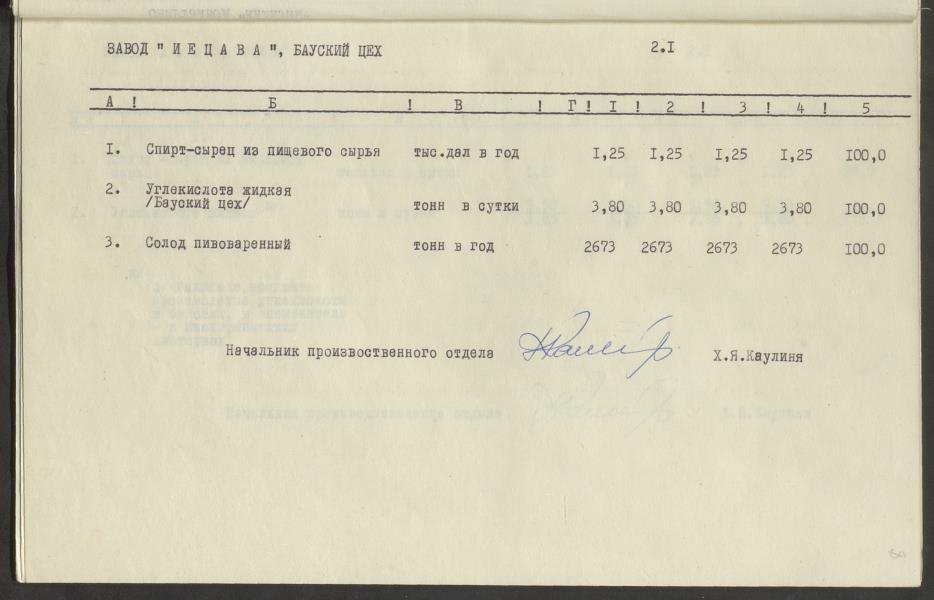 ЗАВОД "И Е Ц А В А", БАУСКИЙ ЦЕХ 2.I
А ! Б ! В ! Г ! I ! 2 ! 3 ! 4 ! 5
I. Спирт-сырец из пищевого сырья тыс.дал в год I,25 I,25 I,25 I,25 I00,0
2. Углекислота жидкая
/Бауский цех/ тонн в сутки 3,80 3,80 3,80 3,80 I00,0
3. Солод пивоваренный тонн в год 2673 2673 2673 2673 I00,0
Начальник произвоственного отдела Х.Я.Каулиня
80